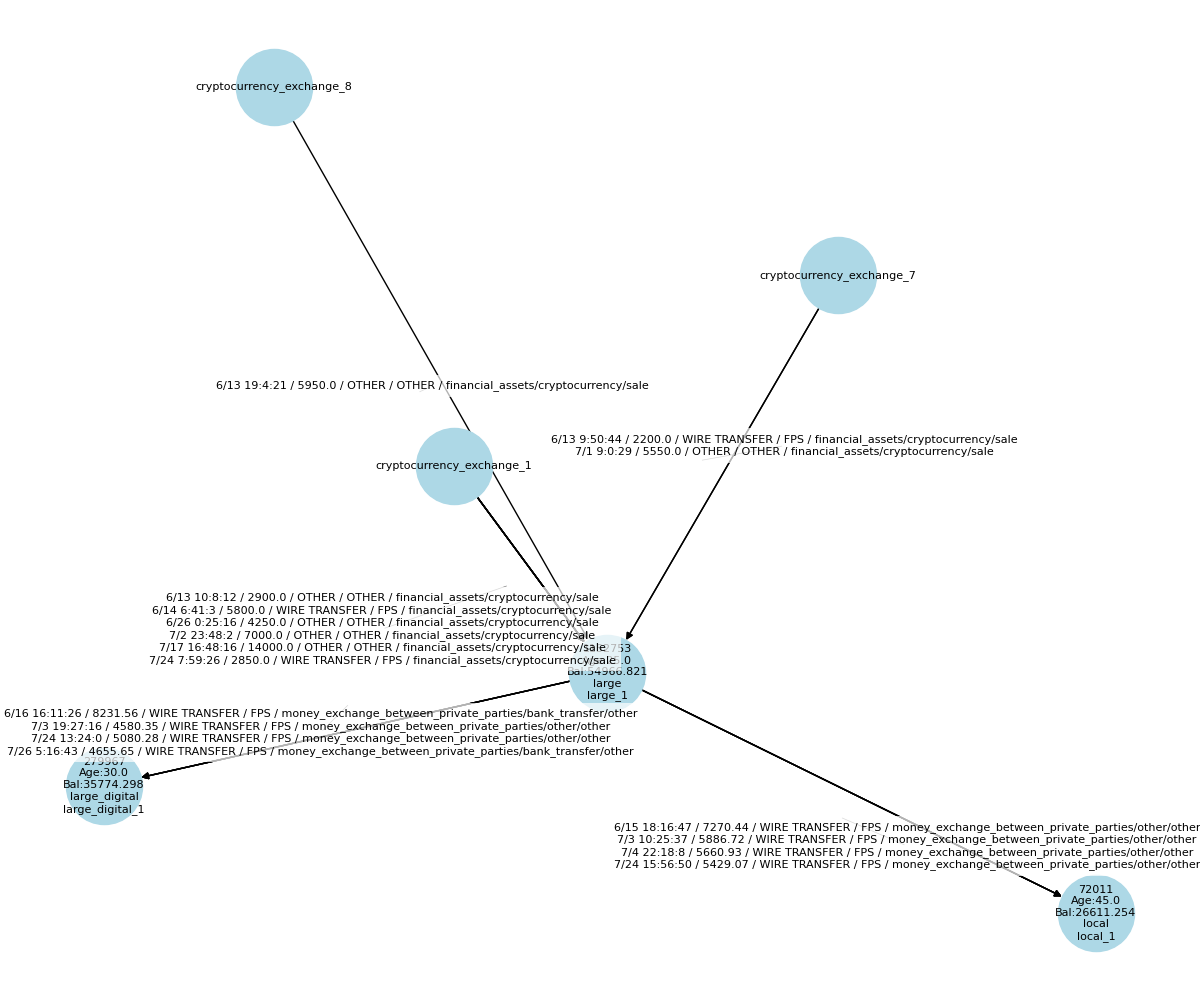 cryptocurrency_exchange_8
cryptocurrency_exchange_7
6/13 19:4:21 / 5950.0 / OTHER / OTHER / financial_assets/cryptocurrency/sale
6/13 9:50:44 / 2200.0 / WIRE TRANSFER / FPS / financial_assets/cryptocurrency/sale
7/1 9:0:29 / 5550.0 / OTHER / OTHER / financial_assets/cryptocurrency/sale
cryptocurrency_exchange_1
6/13 10:8:12 / 2900.0 / OTHER / OTHER / financial_assets/cryptocurrency/sale
6/14 6:41:3 / 5800.0 / WIRE TRANSFER / FPS / financial_assets/cryptocurrency/sale
6/26 0:25:16 / 4250.0 / OTHER / OTHER / financial_assets/cryptocurrency/sale
7/2 23:48:2 / 7000.0 / OTHER / OTHER / financial_assets/cryptocurrency/sale
7/17 16:48:16 / 14000.0 / OTHER / OTHER / financial_assets/cryptocurrency/sale
7/24 7:59:26 / 2850.0 / WIRE TRANSFER / FPS / financial_assets/cryptocurrency/sale
Bal:54966.821
large
large_1
6/16 16:11:26 / 8231.56 / WIRE TRANSFER / FPS / money_exchange_between_private_parties/bank_transfer/other
7/3 19:27:16 / 4580.35 / WIRE TRANSFER / FPS / money_exchange_between_private_parties/other/other
7/24 13:24:0 / 5080.28 / WIRE TRANSFER / FPS / money_exchange_between_private_parties/other/other
7/26 5:16:43 / 4655.65 / WIRE TRANSFER / FPS / money_exchange_between_private_parties/bank_transfer/other
279967
Age:30.0
Bal:35774.298
large_digital
large_digital_1
6/15 18:16:47 / 7270.44 / WIRE TRANSFER / FPS / money_exchange_between_private_parties/other/other
7/3 10:25:37 / 5886.72 / WIRE TRANSFER / FPS / money_exchange_between_private_parties/other/other
7/4 22:18:8 / 5660.93 / WIRE TRANSFER / FPS / money_exchange_between_private_parties/other/other
7/24 15:56:50 / 5429.07 / WIRE TRANSFER / FPS / money_exchange_between_private_parties/other/other
72011
Age:45.0
Bal:26611.254
local
local_1